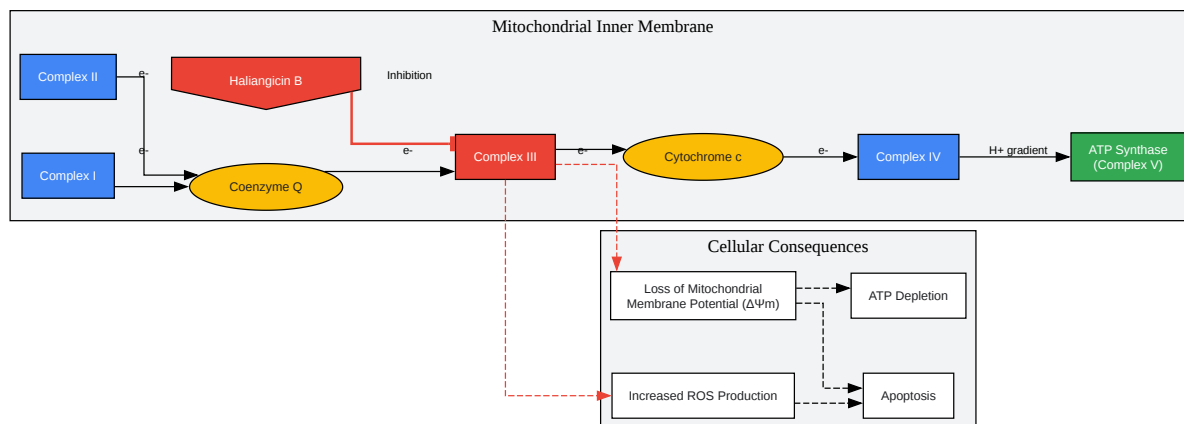 Mitochondrial Inner Membrane
Complex II
e-
Haliangicin B
Inhibition
e-
e-
Complex III
e-
Cytochrome c
e-
Complex IV
H+ gradient
ATP Synthase
(Complex V)
Complex I
Coenzyme Q
Cellular Consequences
Loss of Mitochondrial
Membrane Potential (ΔΨm)
ATP Depletion
Increased ROS Production
Apoptosis